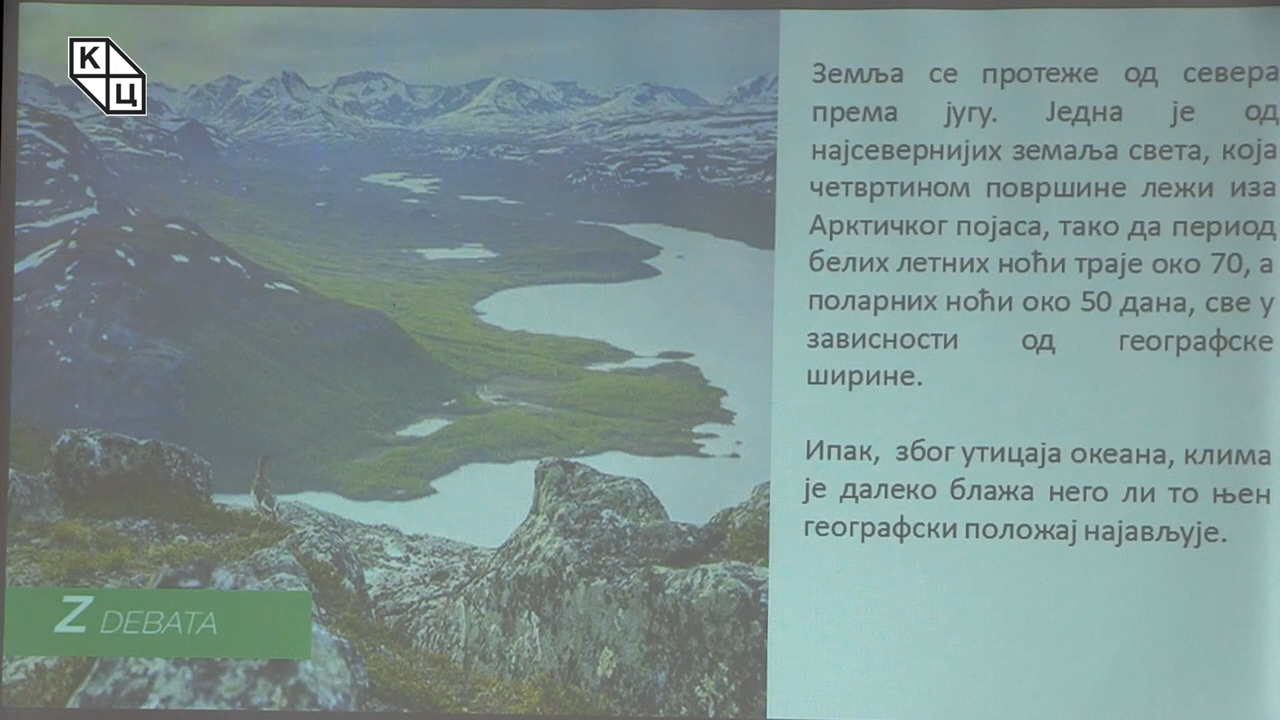 К
Ц
Земља се протеже од севера
према југу. Једна је од
најсевернијих земаља света, која
четвртином површине лежи иза
Арктичког појаса, тако да период
белих летних ноћи траје око 70, а
поларних ноћи око 50 дана, све у
зависности од географске
ширине.
Ипак, због утицаја океана, клима
је далеко блажа него ли то њен
географски положај најављује.
Z DEBATA